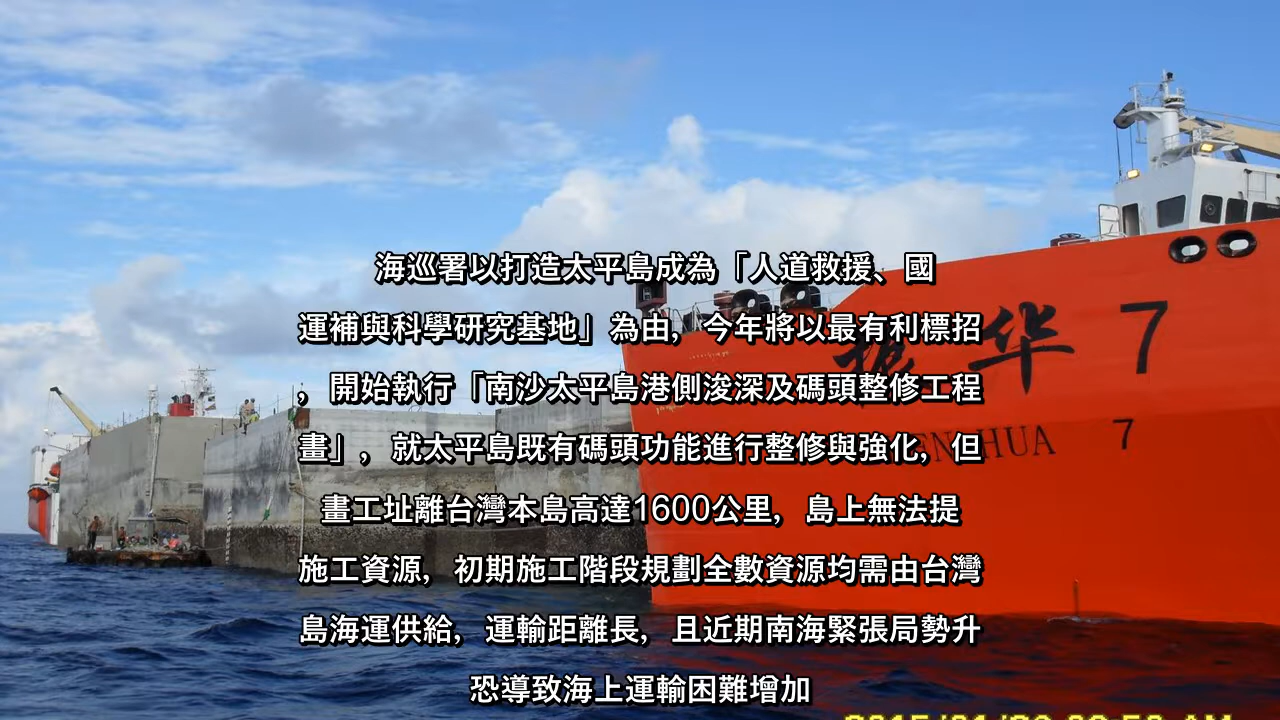 海巡署以打造太平島成為「人道救援、國
運補與科學研究基地」為由，今年將以最有利標招
，開始執行「南沙太平島港側浚深及碼頭整修工程
畫」，就太平島既有碼頭功能進行整修與強化，但
畫工址離台灣本島高達1600公里，島上無法提
施工資源，初期施工階段規劃全數資源均需由台灣
島海運供給，運輸距離長，且近期南海緊張局勢升
恐導致海上運輸困難增加
振华 7
HUA 7